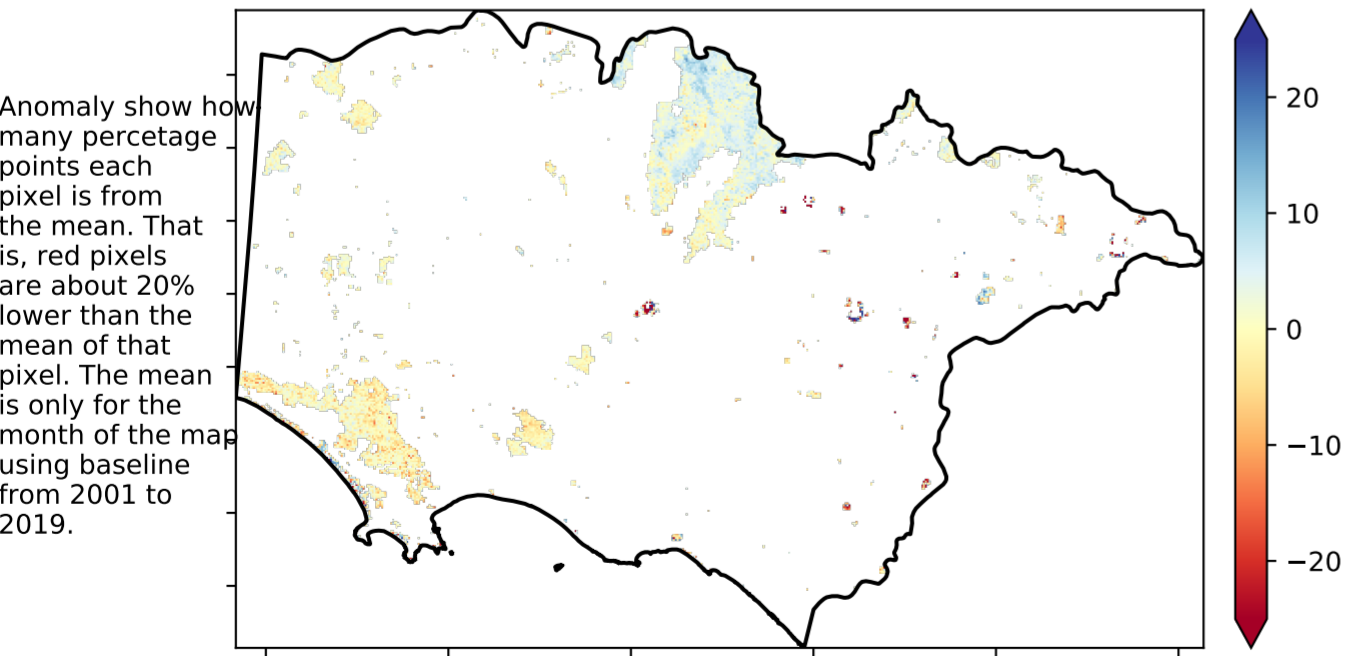 Anomaly show how
many percetage
points each
pixel is from
the mean. That
is, red pixels
are about 20%
lower than the
mean of that
pixel. The mean
is only for the
month of the map
using baseline
from 2001 to
2019.
20
10
0
−10
−20